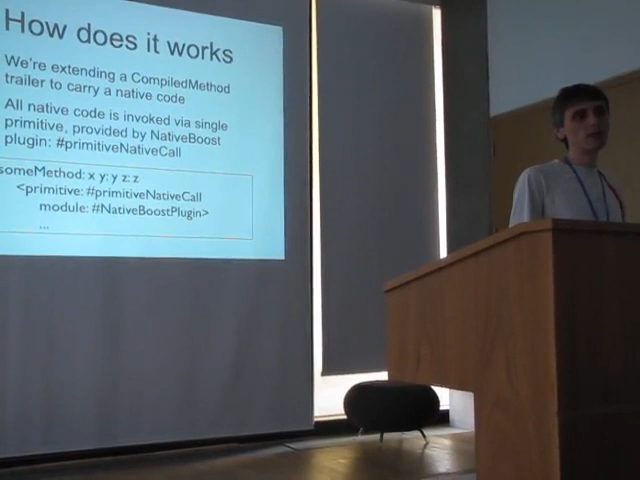 How does it works
We're extending a CompiledMethod
trailer to carry a native code
All native code is invoked via single
primitive, provided by NativeBoost
plugin: #primitiveNativeCall
someMethod: x y: y z: z
<primitive: #primitiveNativeCall
module: #NativeBoostPlugin>
...